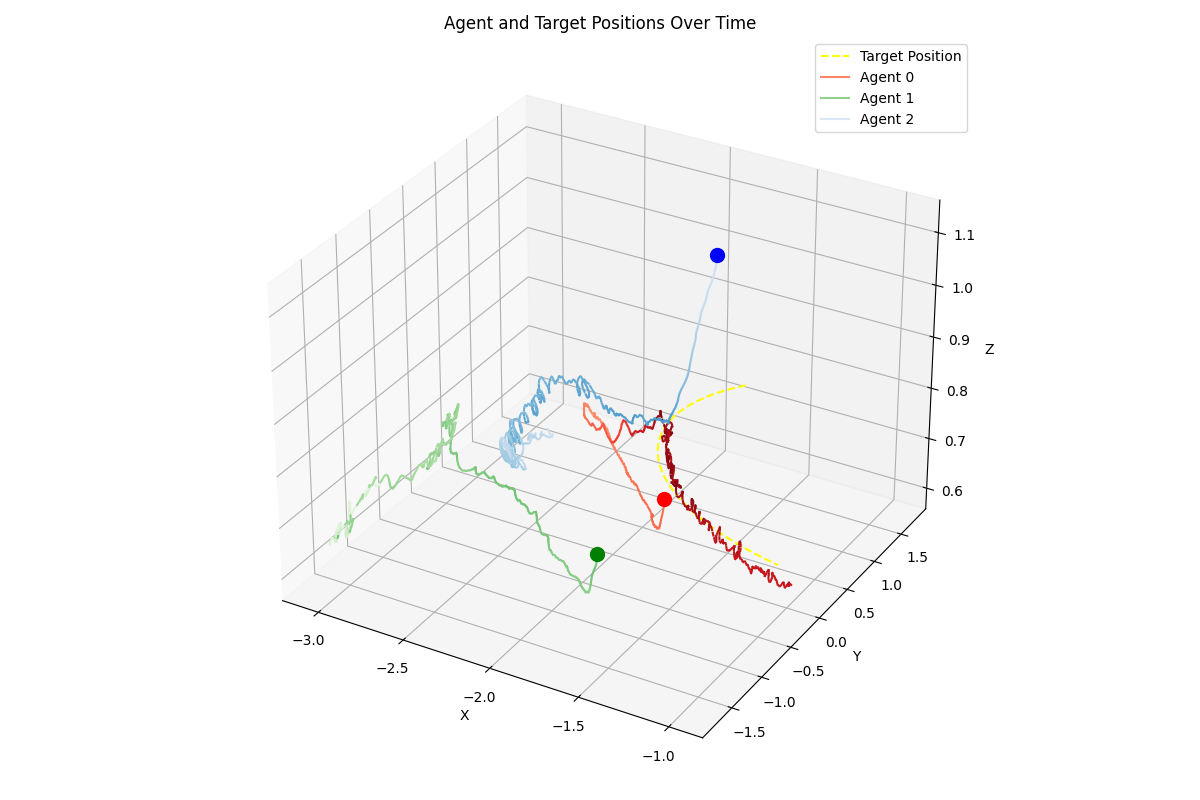 Agent and Target Positions Over Time
Target Position
Agent 0
Agent 1
Agent 2
1.1
1.0
0.9
Z
0.8
0.7
0.6
1.5
1.0
0.5
0.0
Y
−0.5
−1.0
−1.5
−3.0
−2.5
−2.0
X
−1.5
−1.0